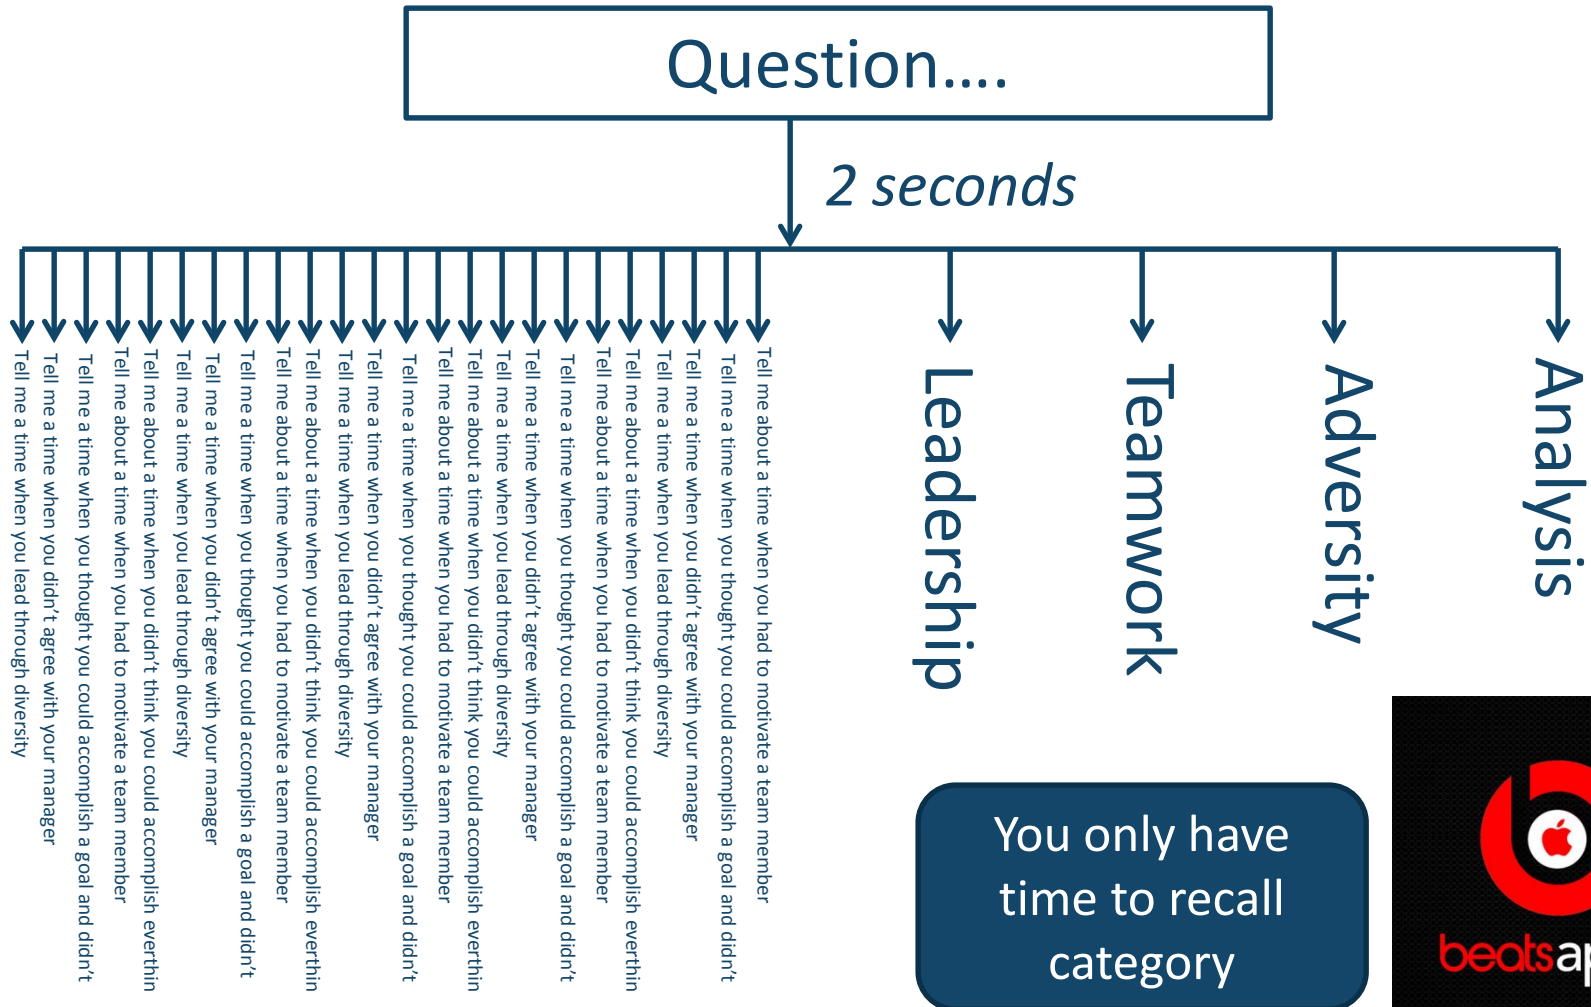 Question....
2 seconds
Tell me a time when you lead through diversity
Tell me a time when you didn’t agree with your manager
Tell me a time when you thought you could accomplish a goal and didn’t
Tell me about a time when you had to motivate a team member
Tell me about a time when you didn’t think you could accomplish everthin
Tell me a time when you lead through diversity
Tell me a time when you didn’t agree with your manager
Tell me a time when you thought you could accomplish a goal and didn’t
Tell me about a time when you had to motivate a team member
Tell me about a time when you didn’t think you could accomplish everthin
Tell me a time when you lead through diversity
Tell me a time when you didn’t agree with your manager
Tell me a time when you thought you could accomplish a goal and didn’t
Tell me about a time when you had to motivate a team member
Tell me about a time when you didn’t think you could accomplish everthin
Tell me a time when you lead through diversity
Tell me a time when you didn’t agree with your manager
Tell me a time when you thought you could accomplish a goal and didn’t
Tell me about a time when you had to motivate a team member
Tell me about a time when you didn’t think you could accomplish everthin
Tell me a time when you lead through diversity
Tell me a time when you didn’t agree with your manager
Tell me a time when you thought you could accomplish a goal and didn’t
Tell me about a time when you had to motivate a team member
Leadership
Teamwork
Adversity
Analysis
You only have
time to recall
category
beats